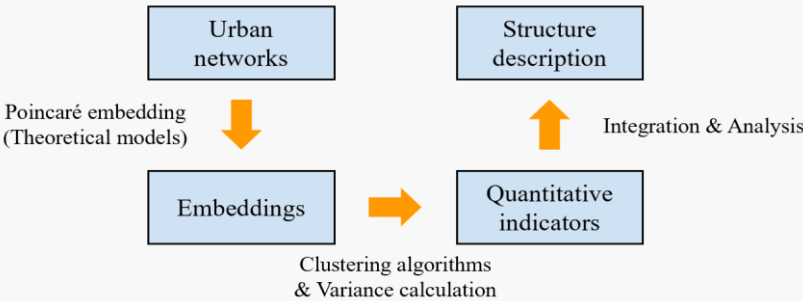 Urban
networks
Structure
description
Poincaré embedding
(Theoretical models)
Integration & Analysis
Embeddings
Quantitative
indicators
Clustering algorithms
& Variance calculation